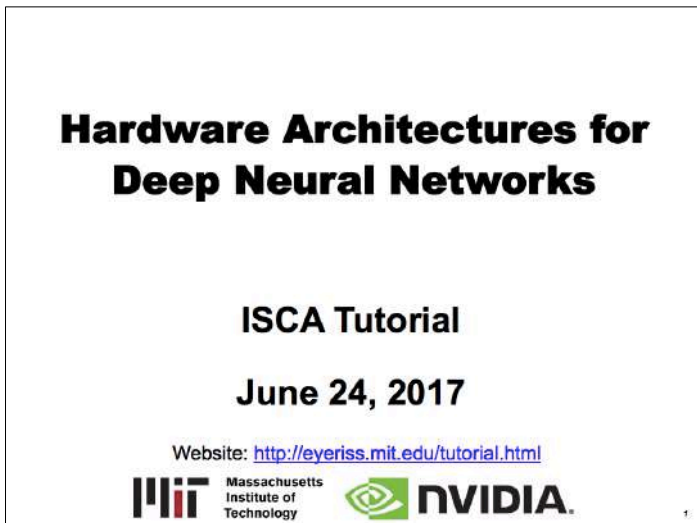 Hardware Architectures for
Deep Neural Networks
ISCA Tutorial
June 24, 2017
Website: http://eyeriss.mit.edu/tutorial.html
MIT Massachusetts
Institute of
Technology
NVIDIA.
1